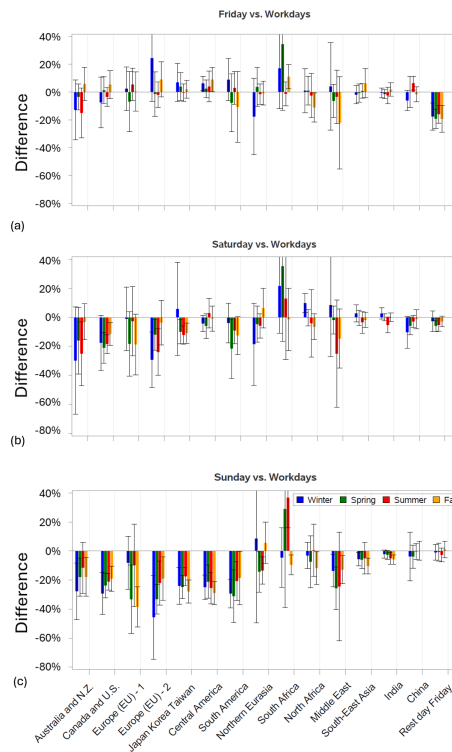 Friday vs. Workdays
40%
20%
0%
-20%
-40%
-60%
-80%
Difference
(a)
Saturday vs. Workdays
40%
20%
0%
-20%
-40%
-60%
-80%
Difference
(b)
Sunday vs. Workdays
Winter Spring Summer Fa
40%
20%
0%
-20%
-40%
-60%
-80%
Difference
(c)
Australia and N.Z.
Canada and U.S.
Europe (EU) - 1
Europe (EU) - 2
Japan Korea Taiwan
Central America
South America
Northern Eurasia
South Africa
North Africa
Middle East
South-East Asia
India
China
Rest day Friday